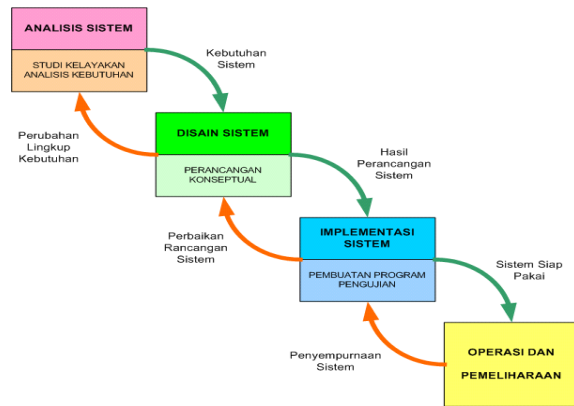 ANALISIS SISTEM
STUDI KELAYAKAN
ANALISIS KEBUTUHAN
Kebutuhan
Sistem
Perubahan
Lingkup
Kebutuhan
DISAIN SISTEM
PERANCANGAN
KONSEPTUAL
Hasil
Perancangan
Sistem
Perbaikan
Rancangan
Sistem
IMPLEMENTASI
SISTEM
PEMBUATAN PROGRAM
PENGUJIAN
Sistem Siap
Pakai
Penyempurnaan
Sistem
OPERASI DAN
PEMELIHARAAN